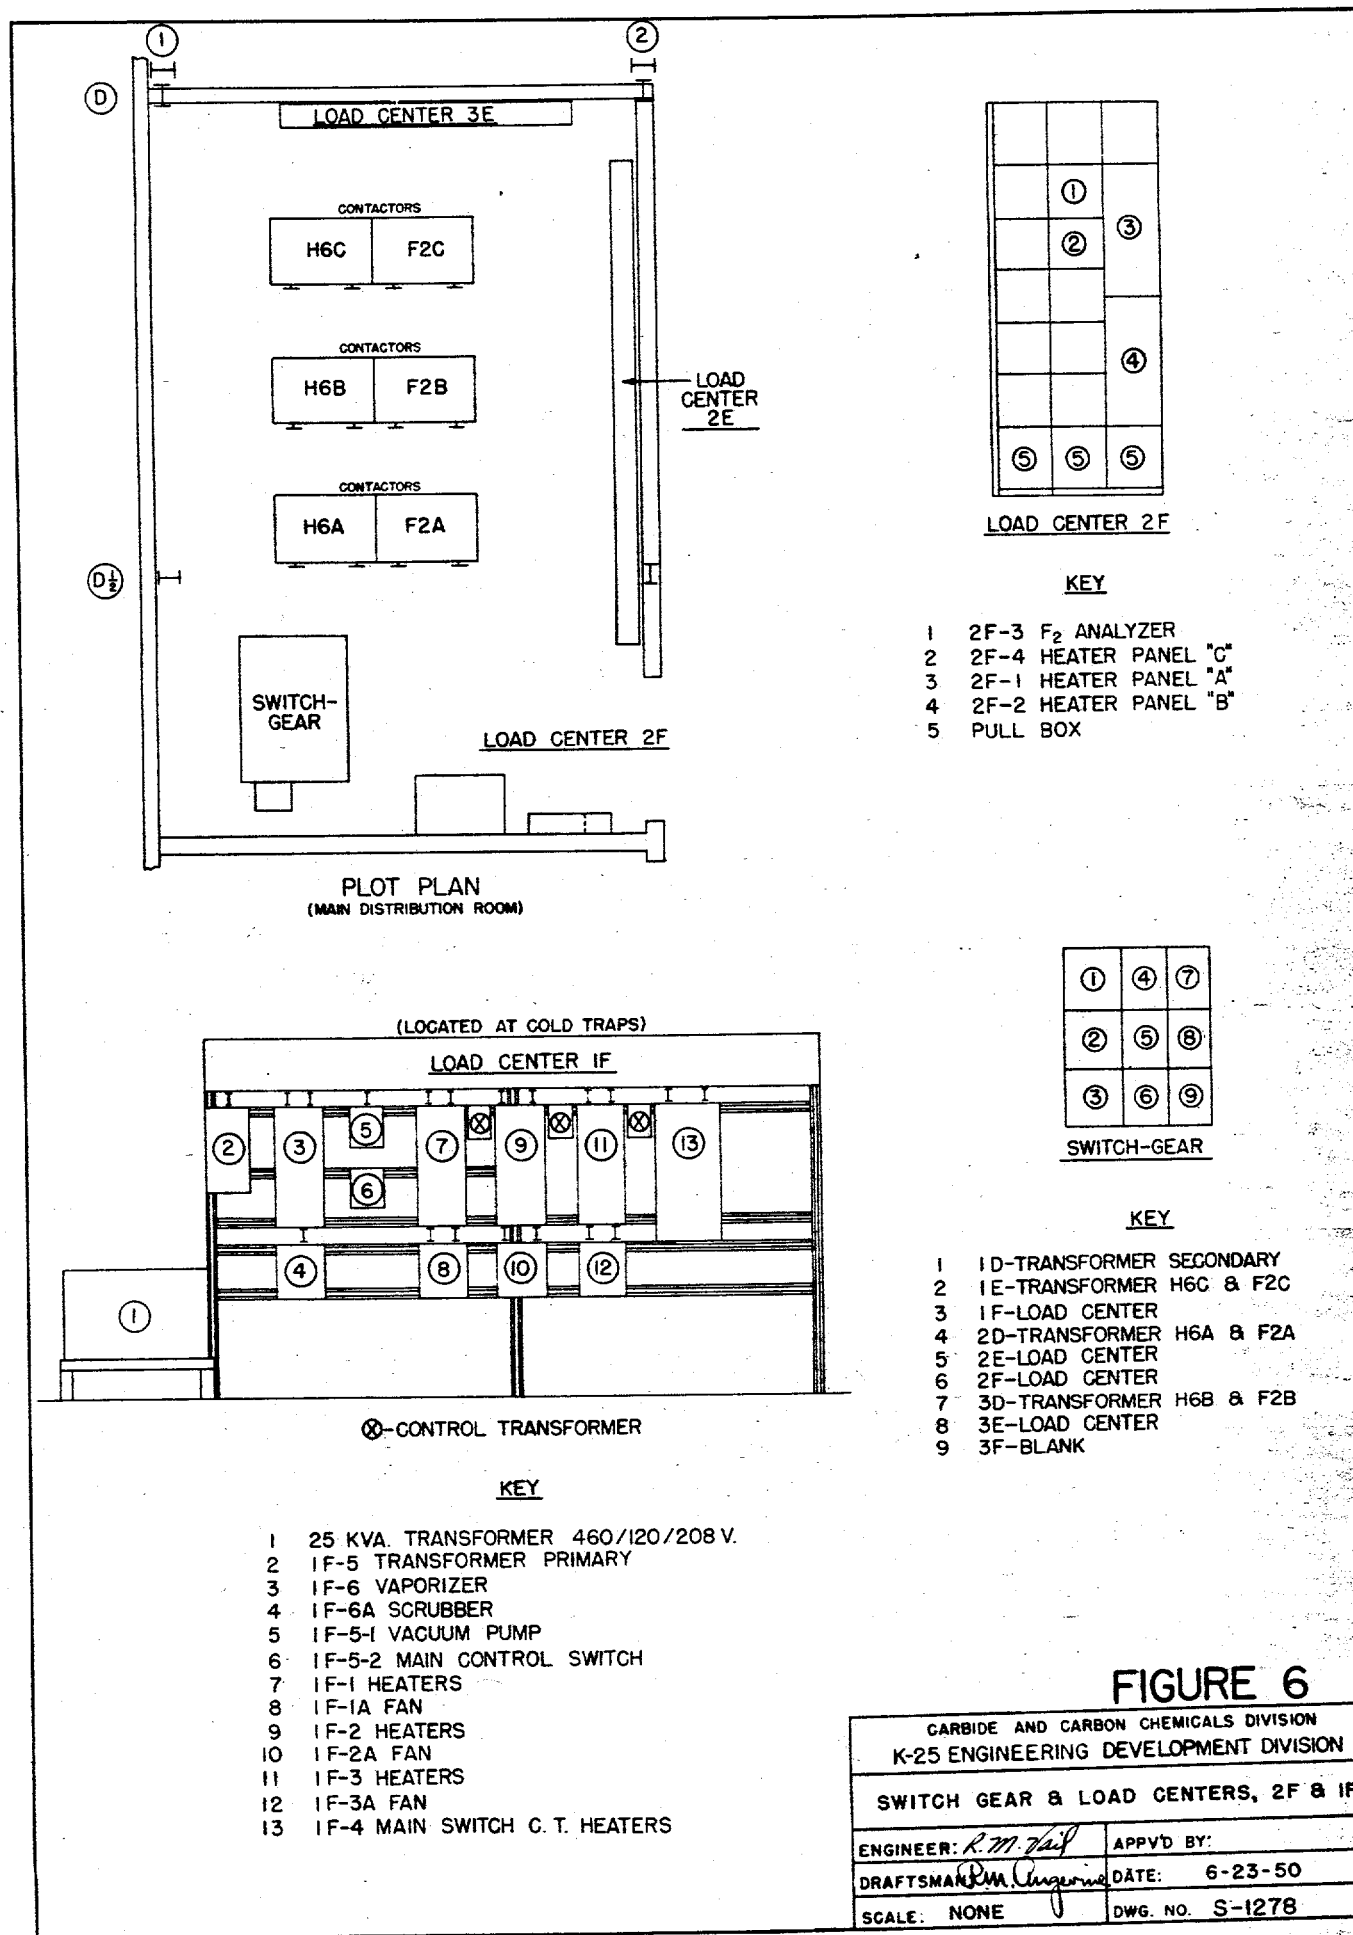 1
2
D
LOAD CENTER 3E
CONTACTORS
H6C F2C
CONTACTORS
H6B F2B
LOAD
CENTER
2E
CONTACTORS
H6A F2A
D½
SWITCH-
GEAR
LOAD CENTER 2F
PLOT PLAN
(MAIN DISTRIBUTION ROOM)
1
2
3
4
5 5 5
LOAD CENTER 2F
KEY
1 2F-3 F₂ ANALYZER
2 2F-4 HEATER PANEL "C"
3 2F-1 HEATER PANEL "A"
4 2F-2 HEATER PANEL "B"
5 PULL BOX
1 4 7
2 5 8
3 6 9
SWITCH-GEAR
KEY
1 1D-TRANSFORMER SECONDARY
2 1E-TRANSFORMER H6C & F2C
3 1F-LOAD CENTER
4 2D-TRANSFORMER H6A & F2A
5 2E-LOAD CENTER
6 2F-LOAD CENTER
7 3D-TRANSFORMER H6B & F2B
8 3E-LOAD CENTER
9 3F-BLANK
(LOCATED AT COLD TRAPS)
LOAD CENTER 1F
2 3 5 7 9 11 13
6
4 8 10 12
1
⊗-CONTROL TRANSFORMER
KEY
1 25 KVA. TRANSFORMER 460/120/208 V.
2 1F-5 TRANSFORMER PRIMARY
3 1F-6 VAPORIZER
4 1F-6A SCRUBBER
5 1F-5-1 VACUUM PUMP
6 1F-5-2 MAIN CONTROL SWITCH
7 1F-1 HEATERS
8 1F-1A FAN
9 1F-2 HEATERS
10 1F-2A FAN
11 1F-3 HEATERS
12 1F-3A FAN
13 1F-4 MAIN SWITCH C. T. HEATERS
FIGURE 6
CARBIDE AND CARBON CHEMICALS DIVISION
K-25 ENGINEERING DEVELOPMENT DIVISION
SWITCH GEAR & LOAD CENTERS, 2F & 1F
ENGINEER: R. M. Vail APPV'D BY:
DRAFTSMAN R.M. Angevine DATE: 6-23-50
SCALE: NONE DWG. NO. S-1278